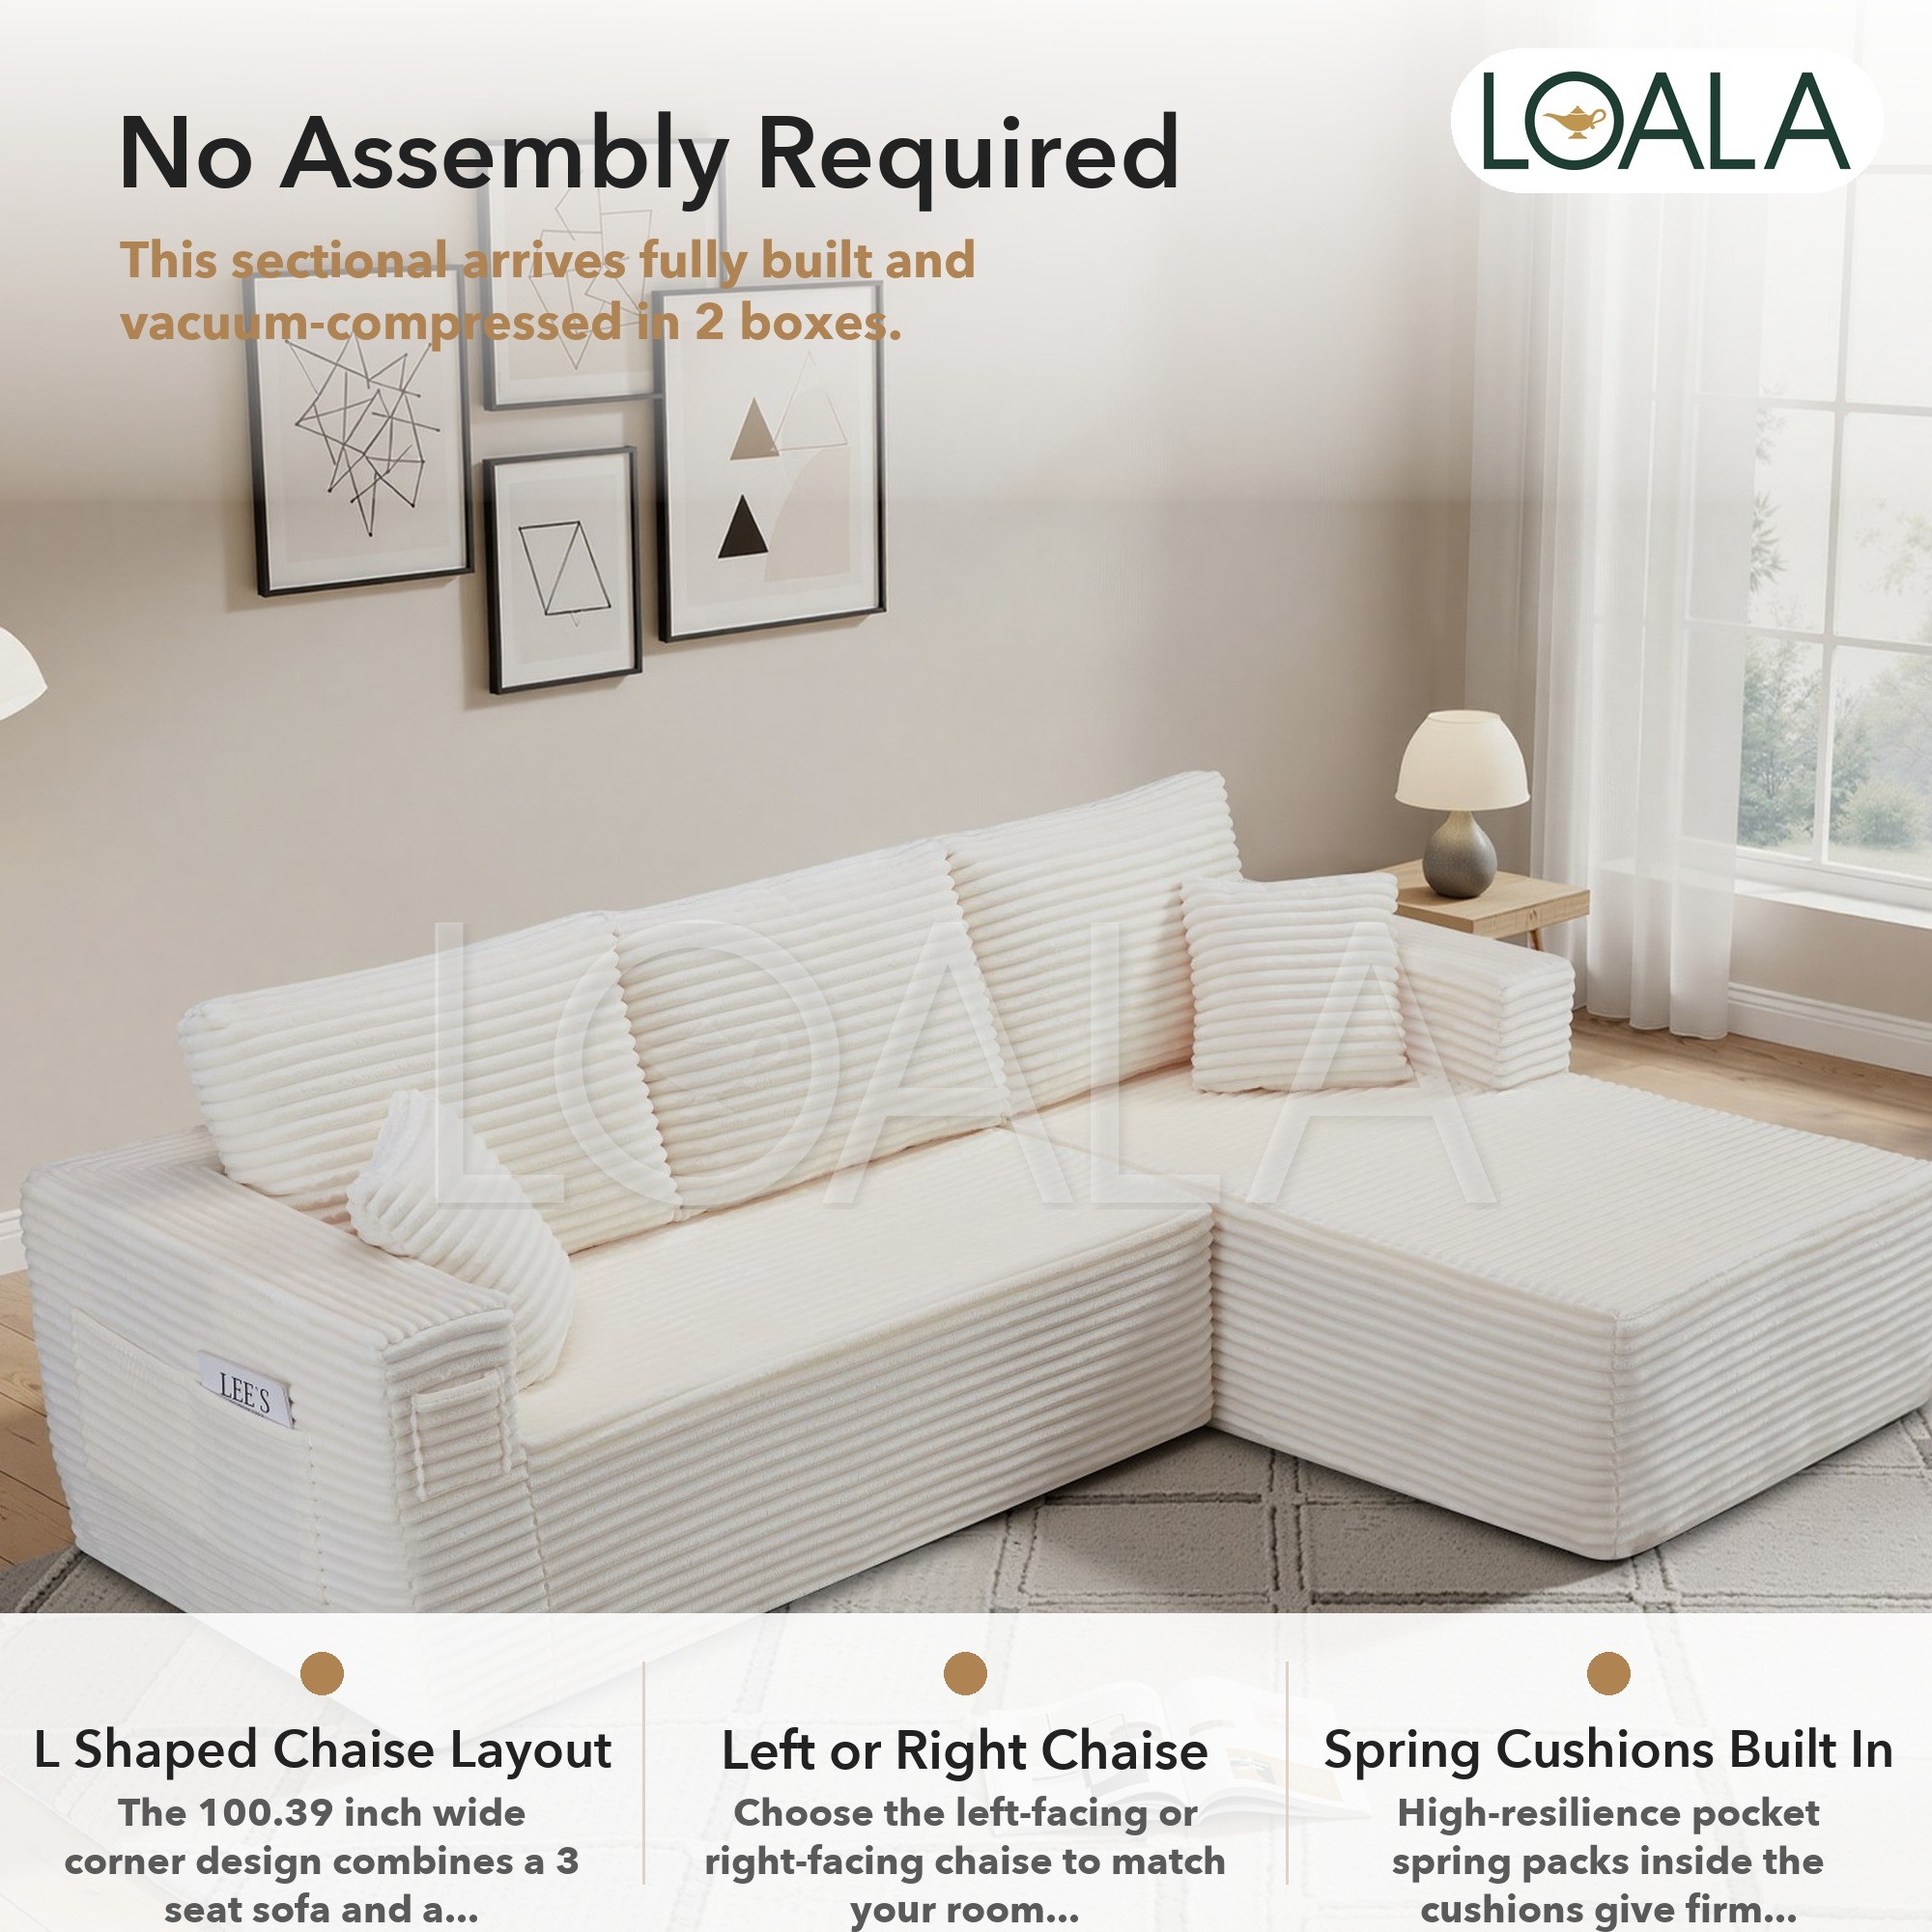 LOALA
No Assembly Required
This sectional arrives fully built and
vacuum-compressed in 2 boxes.
LOALA
LEE'S
L Shaped Chaise Layout
The 100.39 inch wide
corner design combines a 3
seat sofa and a...
Left or Right Chaise
Choose the left-facing or
right-facing chaise to match
your room...
Spring Cushions Built In
High-resilience pocket
spring packs inside the
cushions give firm...